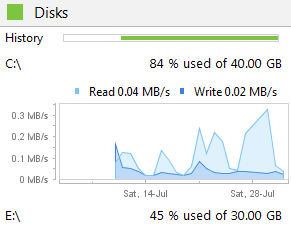 Disks
History
C:\ 84 % used of 40.00 GB
Read 0.04 MB/s Write 0.02 MB/s
0.3 MB/s
0.2 MB/s
0.1 MB/s
0 MB/s
Sat, 14-Jul Sat, 28-Jul
E:\ 45 % used of 30.00 GB